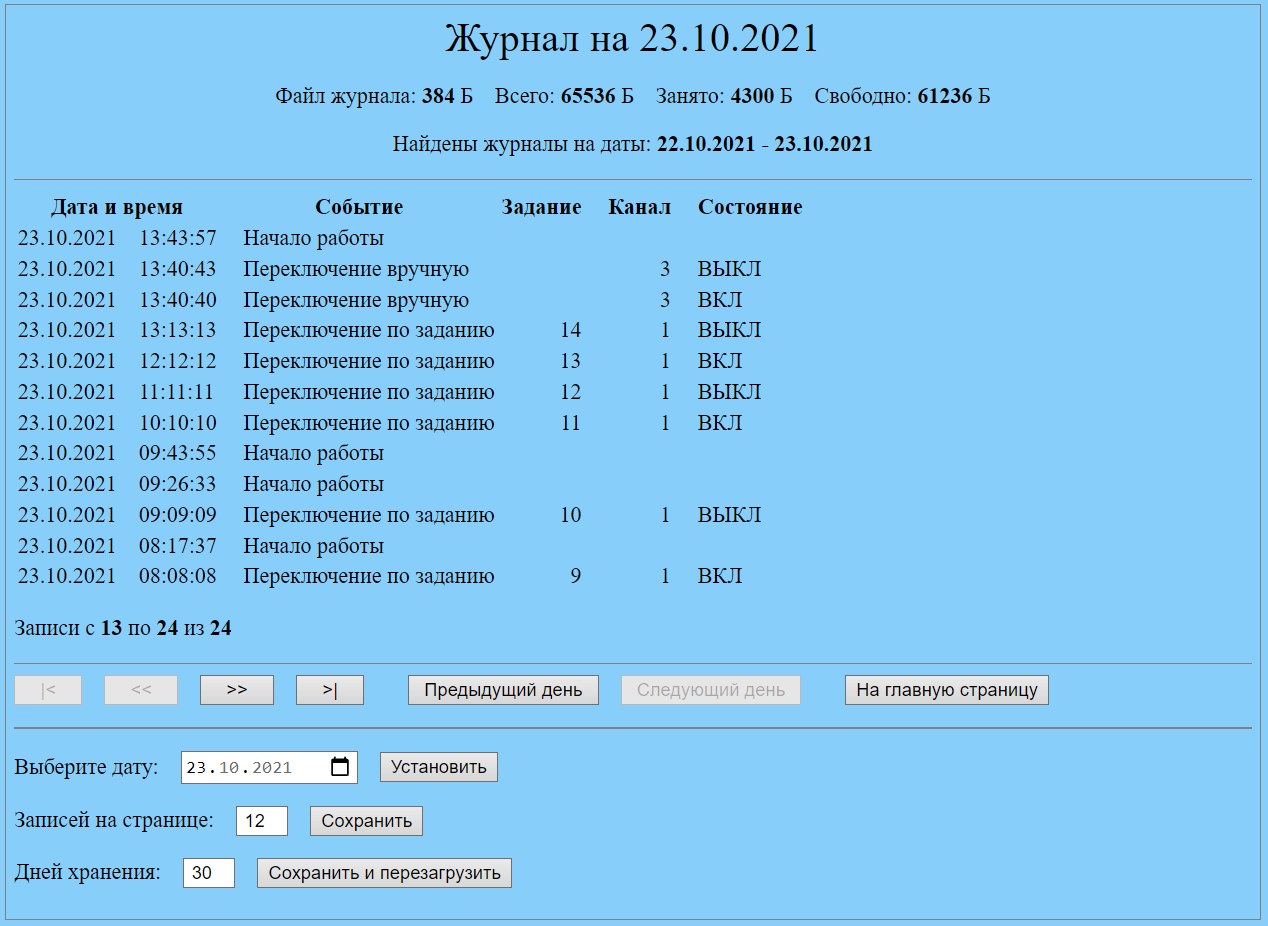 Журнал на 23.10.2021
Файл журнала: 384 Б Всего: 65536 Б Занято: 4300 Б Свободно: 61236 Б
Найдены журналы на даты: 22.10.2021 - 23.10.2021
Дата и время Событие Задание Канал Состояние
23.10.2021 13:43:57 Начало работы
23.10.2021 13:40:43 Переключение вручную 3 ВЫКЛ
23.10.2021 13:40:40 Переключение вручную 3 ВКЛ
23.10.2021 13:13:13 Переключение по заданию 14 1 ВЫКЛ
23.10.2021 12:12:12 Переключение по заданию 13 1 ВКЛ
23.10.2021 11:11:11 Переключение по заданию 12 1 ВЫКЛ
23.10.2021 10:10:10 Переключение по заданию 11 1 ВКЛ
23.10.2021 09:43:55 Начало работы
23.10.2021 09:26:33 Начало работы
23.10.2021 09:09:09 Переключение по заданию 10 1 ВЫКЛ
23.10.2021 08:17:37 Начало работы
23.10.2021 08:08:08 Переключение по заданию 9 1 ВКЛ
Записи с 13 по 24 из 24
|< << >> >| Предыдущий день Следующий день На главную страницу
Выберите дату: 23.10.2021 Установить
Записей на странице: 12 Сохранить
Дней хранения: 30 Сохранить и перезагрузить